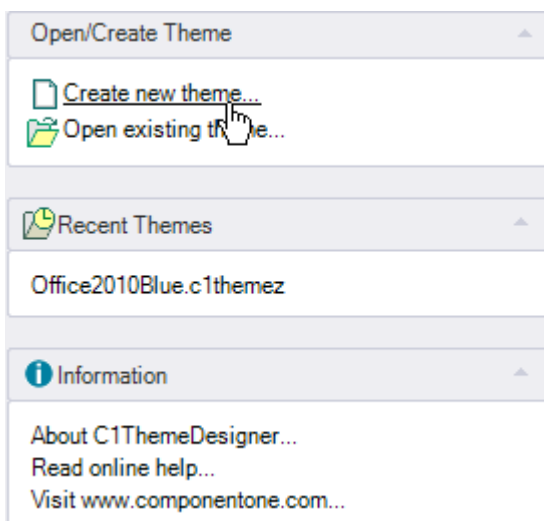 Open/Create Theme
Create new theme...
Open existing theme...
Recent Themes
Office2010Blue.c1themez
Information
About C1ThemeDesigner...
Read online help...
Visit www.componentone.com...